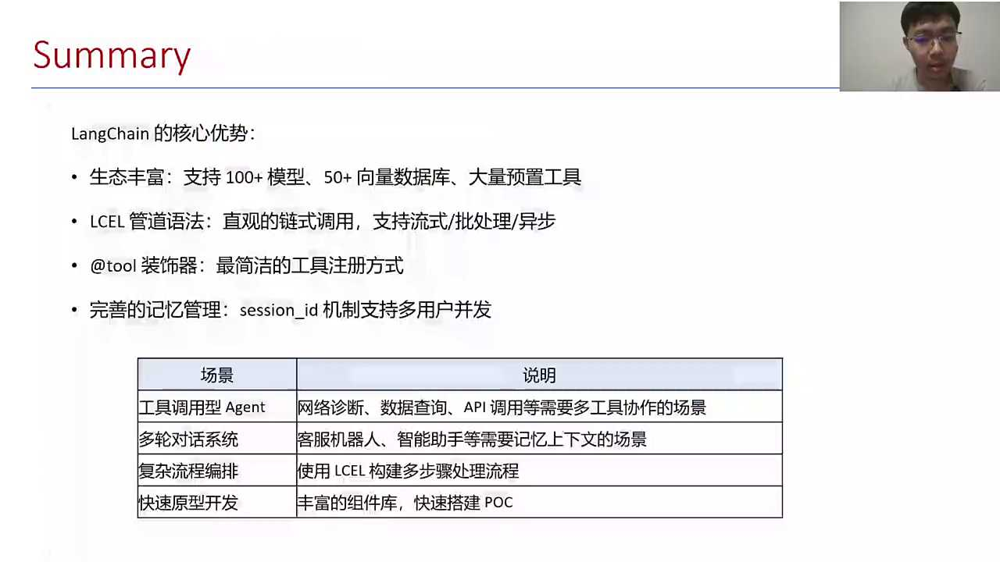 Summary
LangChain 的核心优势：
• 生态丰富：支持 100+ 模型、50+ 向量数据库、大量预置工具
• LCEL 管道语法：直观的链式调用，支持流式/批处理/异步
• @tool 装饰器：最简洁的工具注册方式
• 完善的记忆管理：session_id 机制支持多用户并发
场景 说明
工具调用型 Agent 网络诊断、数据查询、API 调用等需要多工具协作的场景
多轮对话系统 客服机器人、智能助手等需要记忆上下文的场景
复杂流程编排 使用 LCEL 构建多步骤处理流程
快速原型开发 丰富的组件库，快速搭建 POC